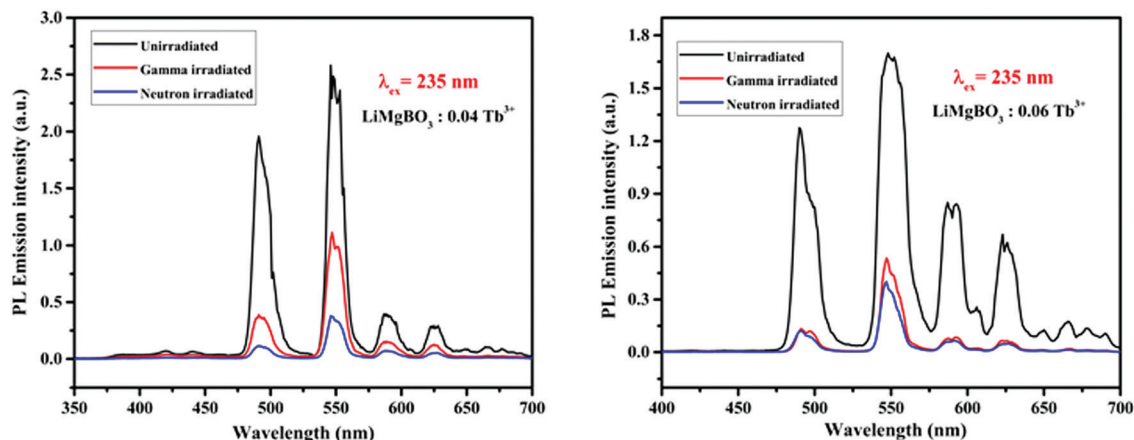 3.0
2.5
2.0
1.5
1.0
0.5
0.0
PL Emission intensity (a.u.)
Unirradiated
Gamma irradiated
Neutron irradiated
λex= 235 nm
LiMgBO3 : 0.04 Tb3+
350 400 450 500 550 600 650 700
Wavelength (nm)
1.8
1.5
1.2
0.9
0.6
0.3
0.0
PL Emission intensity (a.u.)
Unirradiated
Gamma irradiated
Neutron irradiated
λex= 235 nm
LiMgBO3 : 0.06 Tb3+
400 450 500 550 600 650 700
Wavelength (nm)